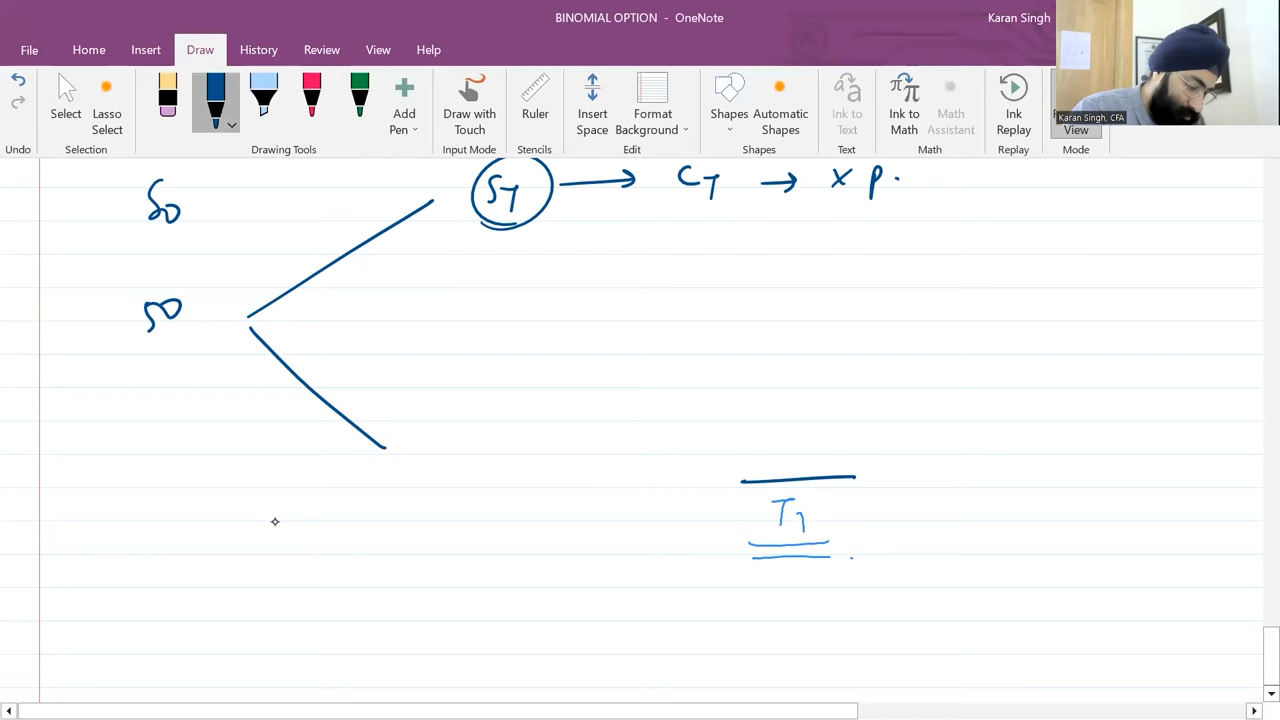 BINOMIAL OPTION - OneNote
Karan Singh
File Home Insert Draw History Review View Help
Select
Lasso Select
Add Pen
Draw with Touch
Ruler
Insert Space
Format Background
Shapes
Automatic Shapes
Ink to Text
Ink to Math
Math Assistant
Ink Replay
View
Karan Singh, CFA
Undo Selection Drawing Tools Input Mode Stencils Edit Shapes Text Math Replay Mode
S0 ST → CT → X P.
50
T1